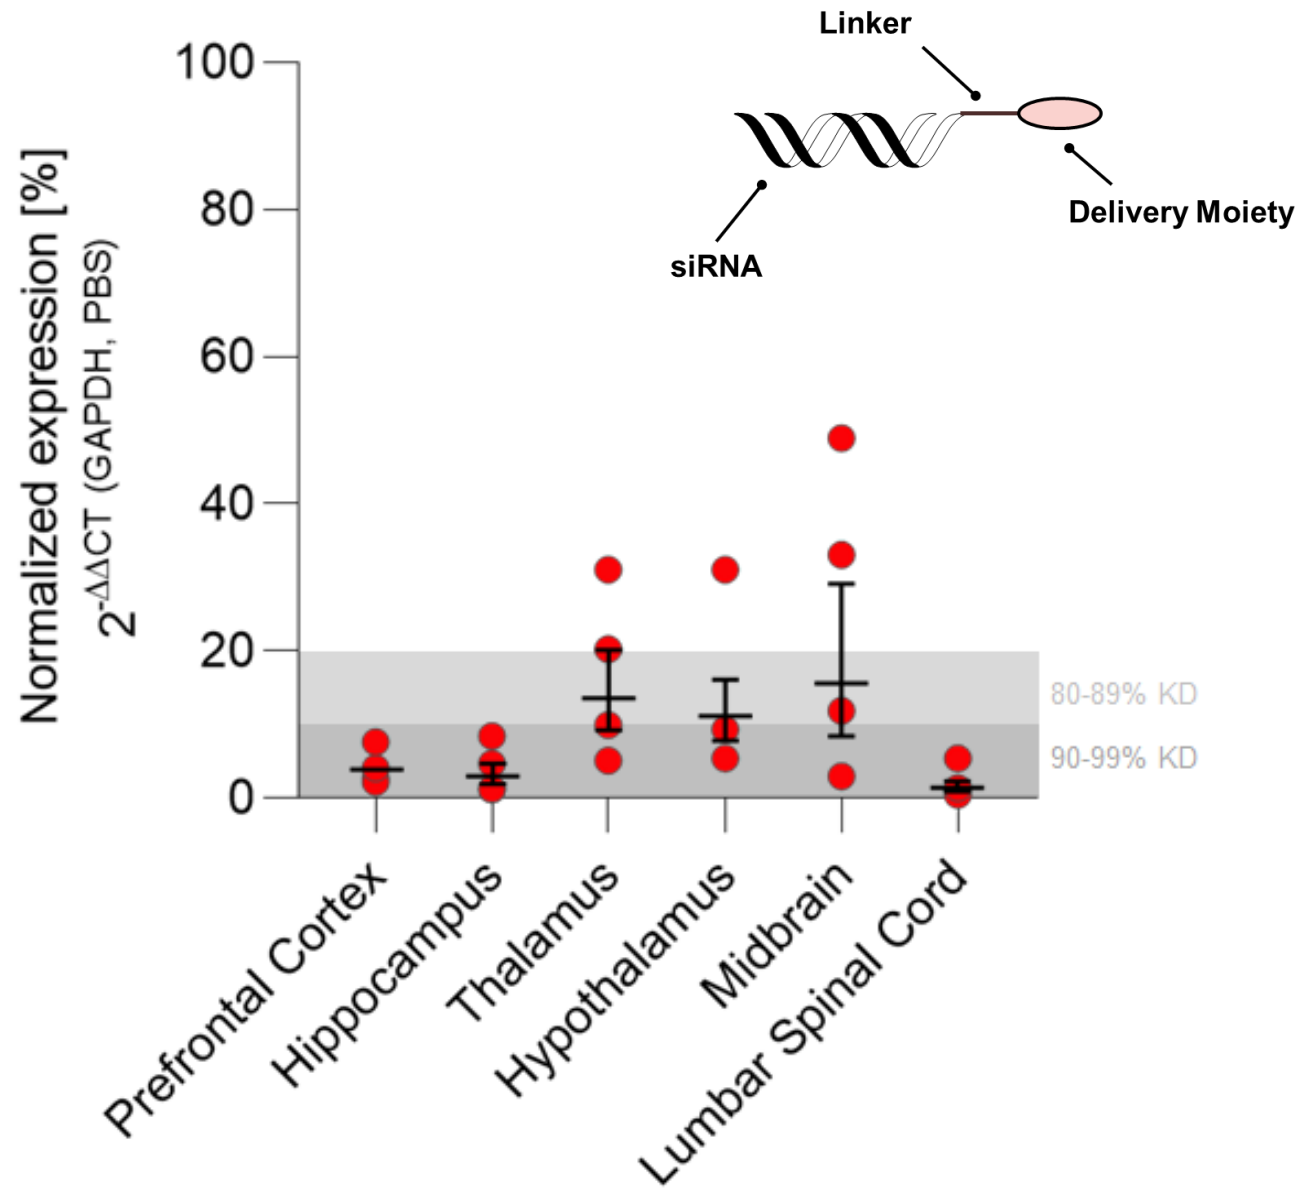 Linker
Delivery Moiety
siRNA
Normalized expression [%]
2-ΔΔCT (GAPDH, PBS)
100
80
60
40
20
0
80-89% KD
90-99% KD
Prefrontal Cortex
Hippocampus
Thalamus
Hypothalamus
Midbrain
Lumbar Spinal Cord